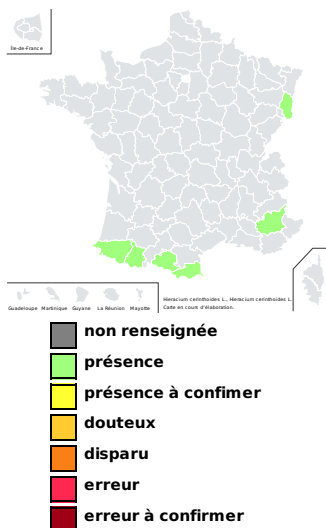 Île-de-France
Guadeloupe Martinique Guyane La Réunion Mayotte
Hieracium cerinthoides L., Hieracium cerinthoides L.
Carte en cours d'élaboration.
non renseignée
présence
présence à confimer
douteux
disparu
erreur
erreur à confirmer